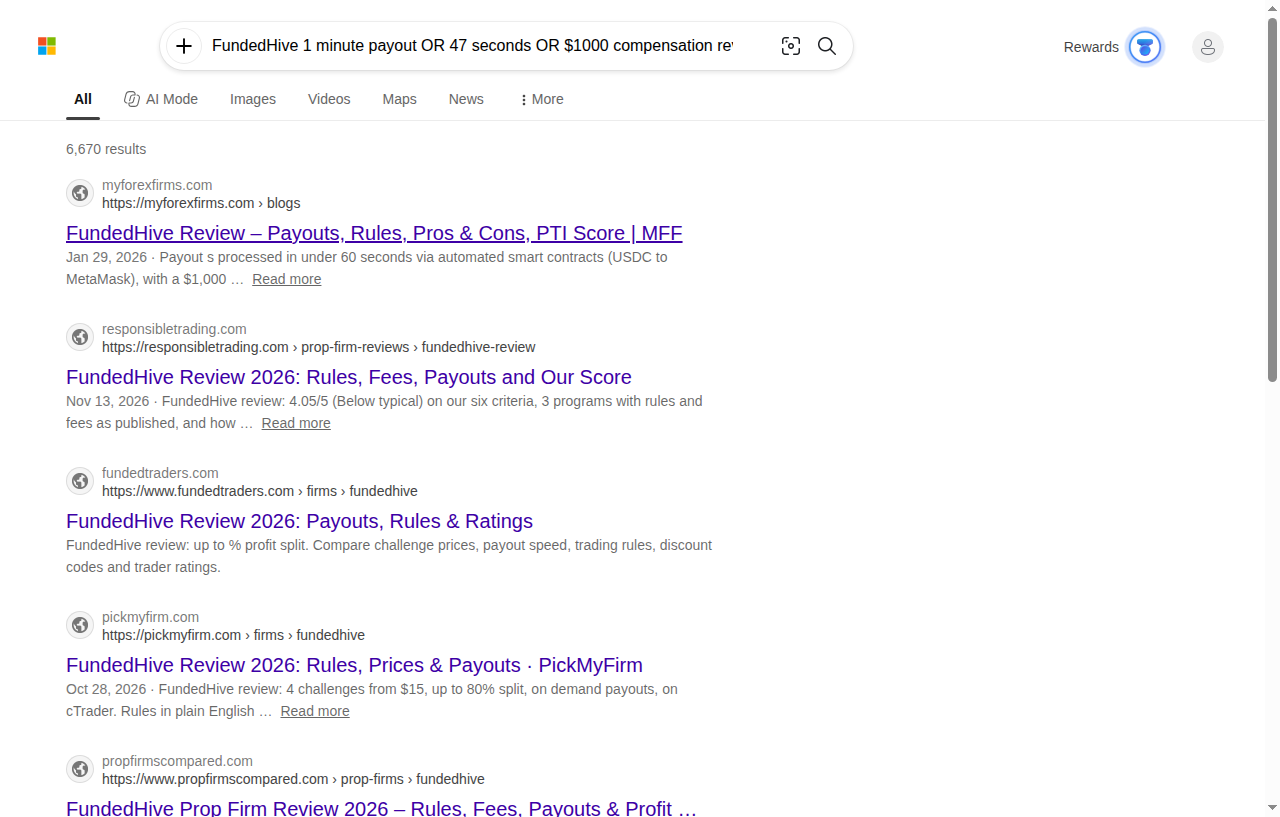 FundedHive 1 minute payout OR 47 seconds OR $1000 compensation
Rewards
All
AI Mode
Images
Videos
Maps
News
More
6,670 results
myforexfirms.com
https://myforexfirms.com › blogs
FundedHive Review – Payouts, Rules, Pros & Cons, PTI Score | MFF
Jan 29, 2026 · Payout s processed in under 60 seconds via automated smart contracts (USDC to
MetaMask), with a $1,000 … Read more
responsibletrading.com
https://responsibletrading.com › prop-firm-reviews › fundedhive-review
FundedHive Review 2026: Rules, Fees, Payouts and Our Score
Nov 13, 2026 · FundedHive review: 4.05/5 (Below typical) on our six criteria, 3 programs with rules and
fees as published, and how … Read more
fundedtraders.com
https://www.fundedtraders.com › firms › fundedhive
FundedHive Review 2026: Payouts, Rules & Ratings
FundedHive review: up to % profit split. Compare challenge prices, payout speed, trading rules, discount
codes and trader ratings.
pickmyfirm.com
https://pickmyfirm.com › firms › fundedhive
FundedHive Review 2026: Rules, Prices & Payouts · PickMyFirm
Oct 28, 2026 · FundedHive review: 4 challenges from $15, up to 80% split, on demand payouts, on
cTrader. Rules in plain English … Read more
propfirmscompared.com
https://www.propfirmscompared.com › prop-firms › fundedhive
FundedHive Prop Firm Review 2026 – Rules, Fees, Payouts & Profit …